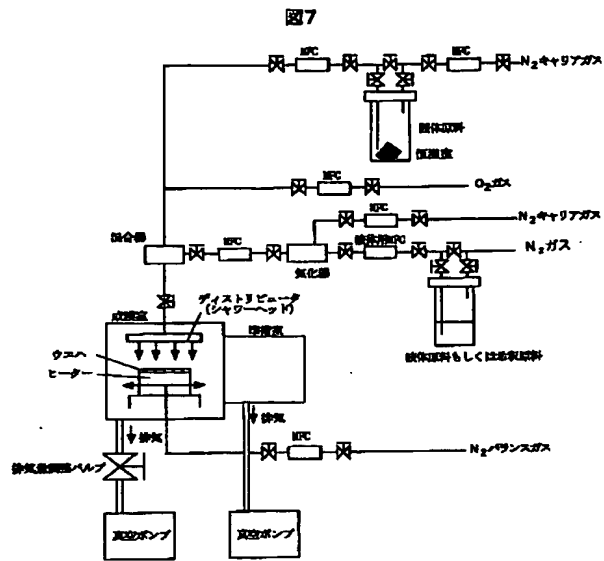 図7
MFC
MFC
N₂キャリアガス
固体原料
恒温度
MFC
O₂ガス
MFC
N₂キャリアガス
混合器
MFC
液体用MFC
N₂ガス
気化器
ディストリビュータ
(シャワーヘッド)
成膜室
準備室
液体原料もしくは希釈原料
ウエハ
ヒーター
排気
排気
MFC
N₂バランスガス
排気量調整バルブ
真空ポンプ
真空ポンプ